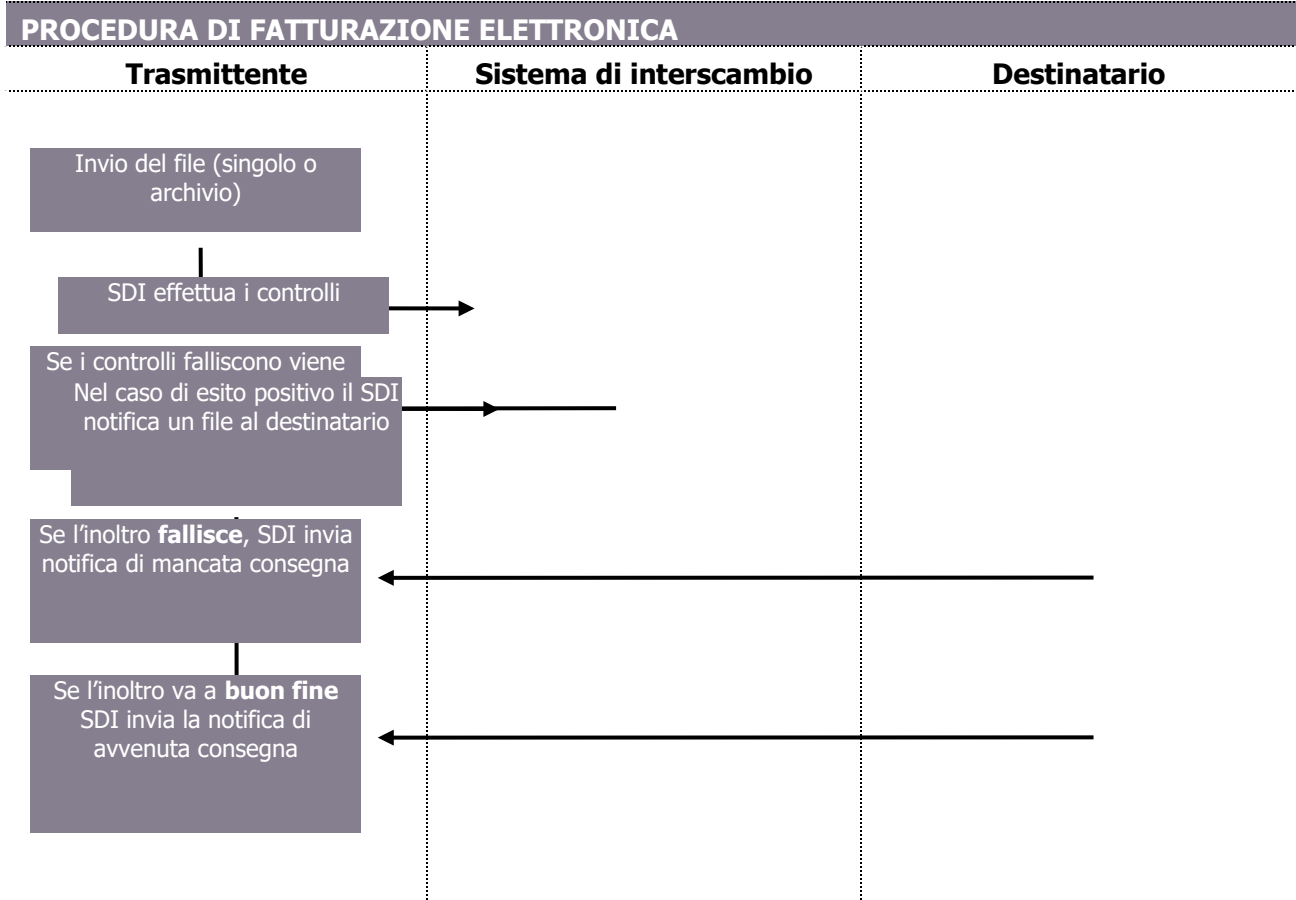 PROCEDURA DI FATTURAZIONE ELETTRONICA
Trasmittente
Sistema di interscambio
Destinatario
Invio del file (singolo o
archivio)
SDI effettua i controlli
Se i controlli falliscono viene
Nel caso di esito positivo il SDI
notifica un file al destinatario
Se l’inoltro fallisce, SDI invia
notifica di mancata consegna
Se l’inoltro va a buon fine
SDI invia la notifica di
avvenuta consegna